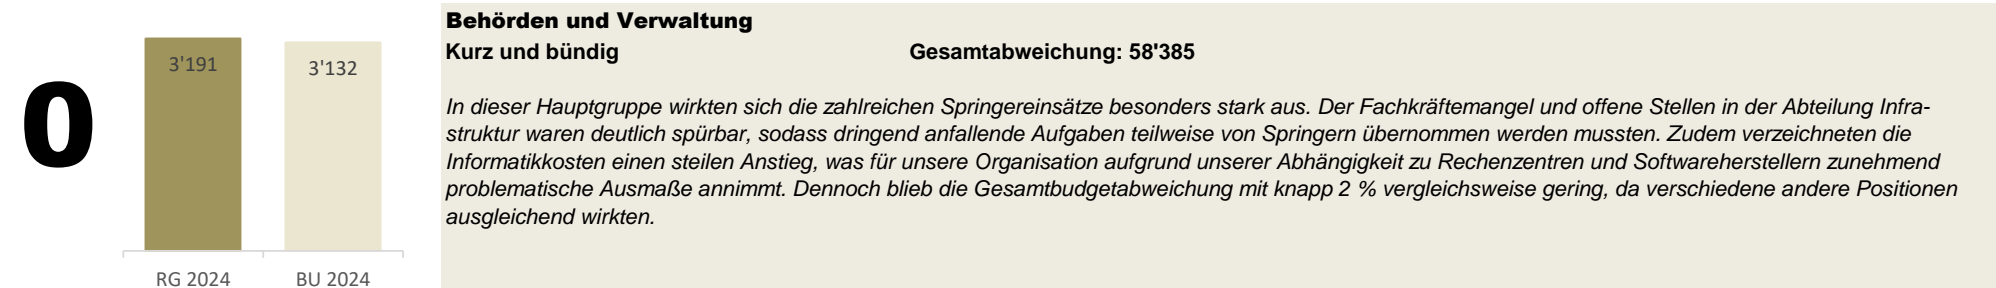 0
3'191
3'132
RG 2024
BU 2024
Behörden und Verwaltung
Kurz und bündig Gesamtabweichung: 58'385
In dieser Hauptgruppe wirkten sich die zahlreichen Springereinsätze besonders stark aus. Der Fachkräftemangel und offene Stellen in der Abteilung Infra-
struktur waren deutlich spürbar, sodass dringend anfallende Aufgaben teilweise von Springern übernommen werden mussten. Zudem verzeichneten die
Informatikkosten einen steilen Anstieg, was für unsere Organisation aufgrund unserer Abhängigkeit zu Rechenzentren und Softwareherstellern zunehmend
problematische Ausmaße annimmt. Dennoch blieb die Gesamtbudgetabweichung mit knapp 2 % vergleichsweise gering, da verschiedene andere Positionen
ausgleichend wirkten.